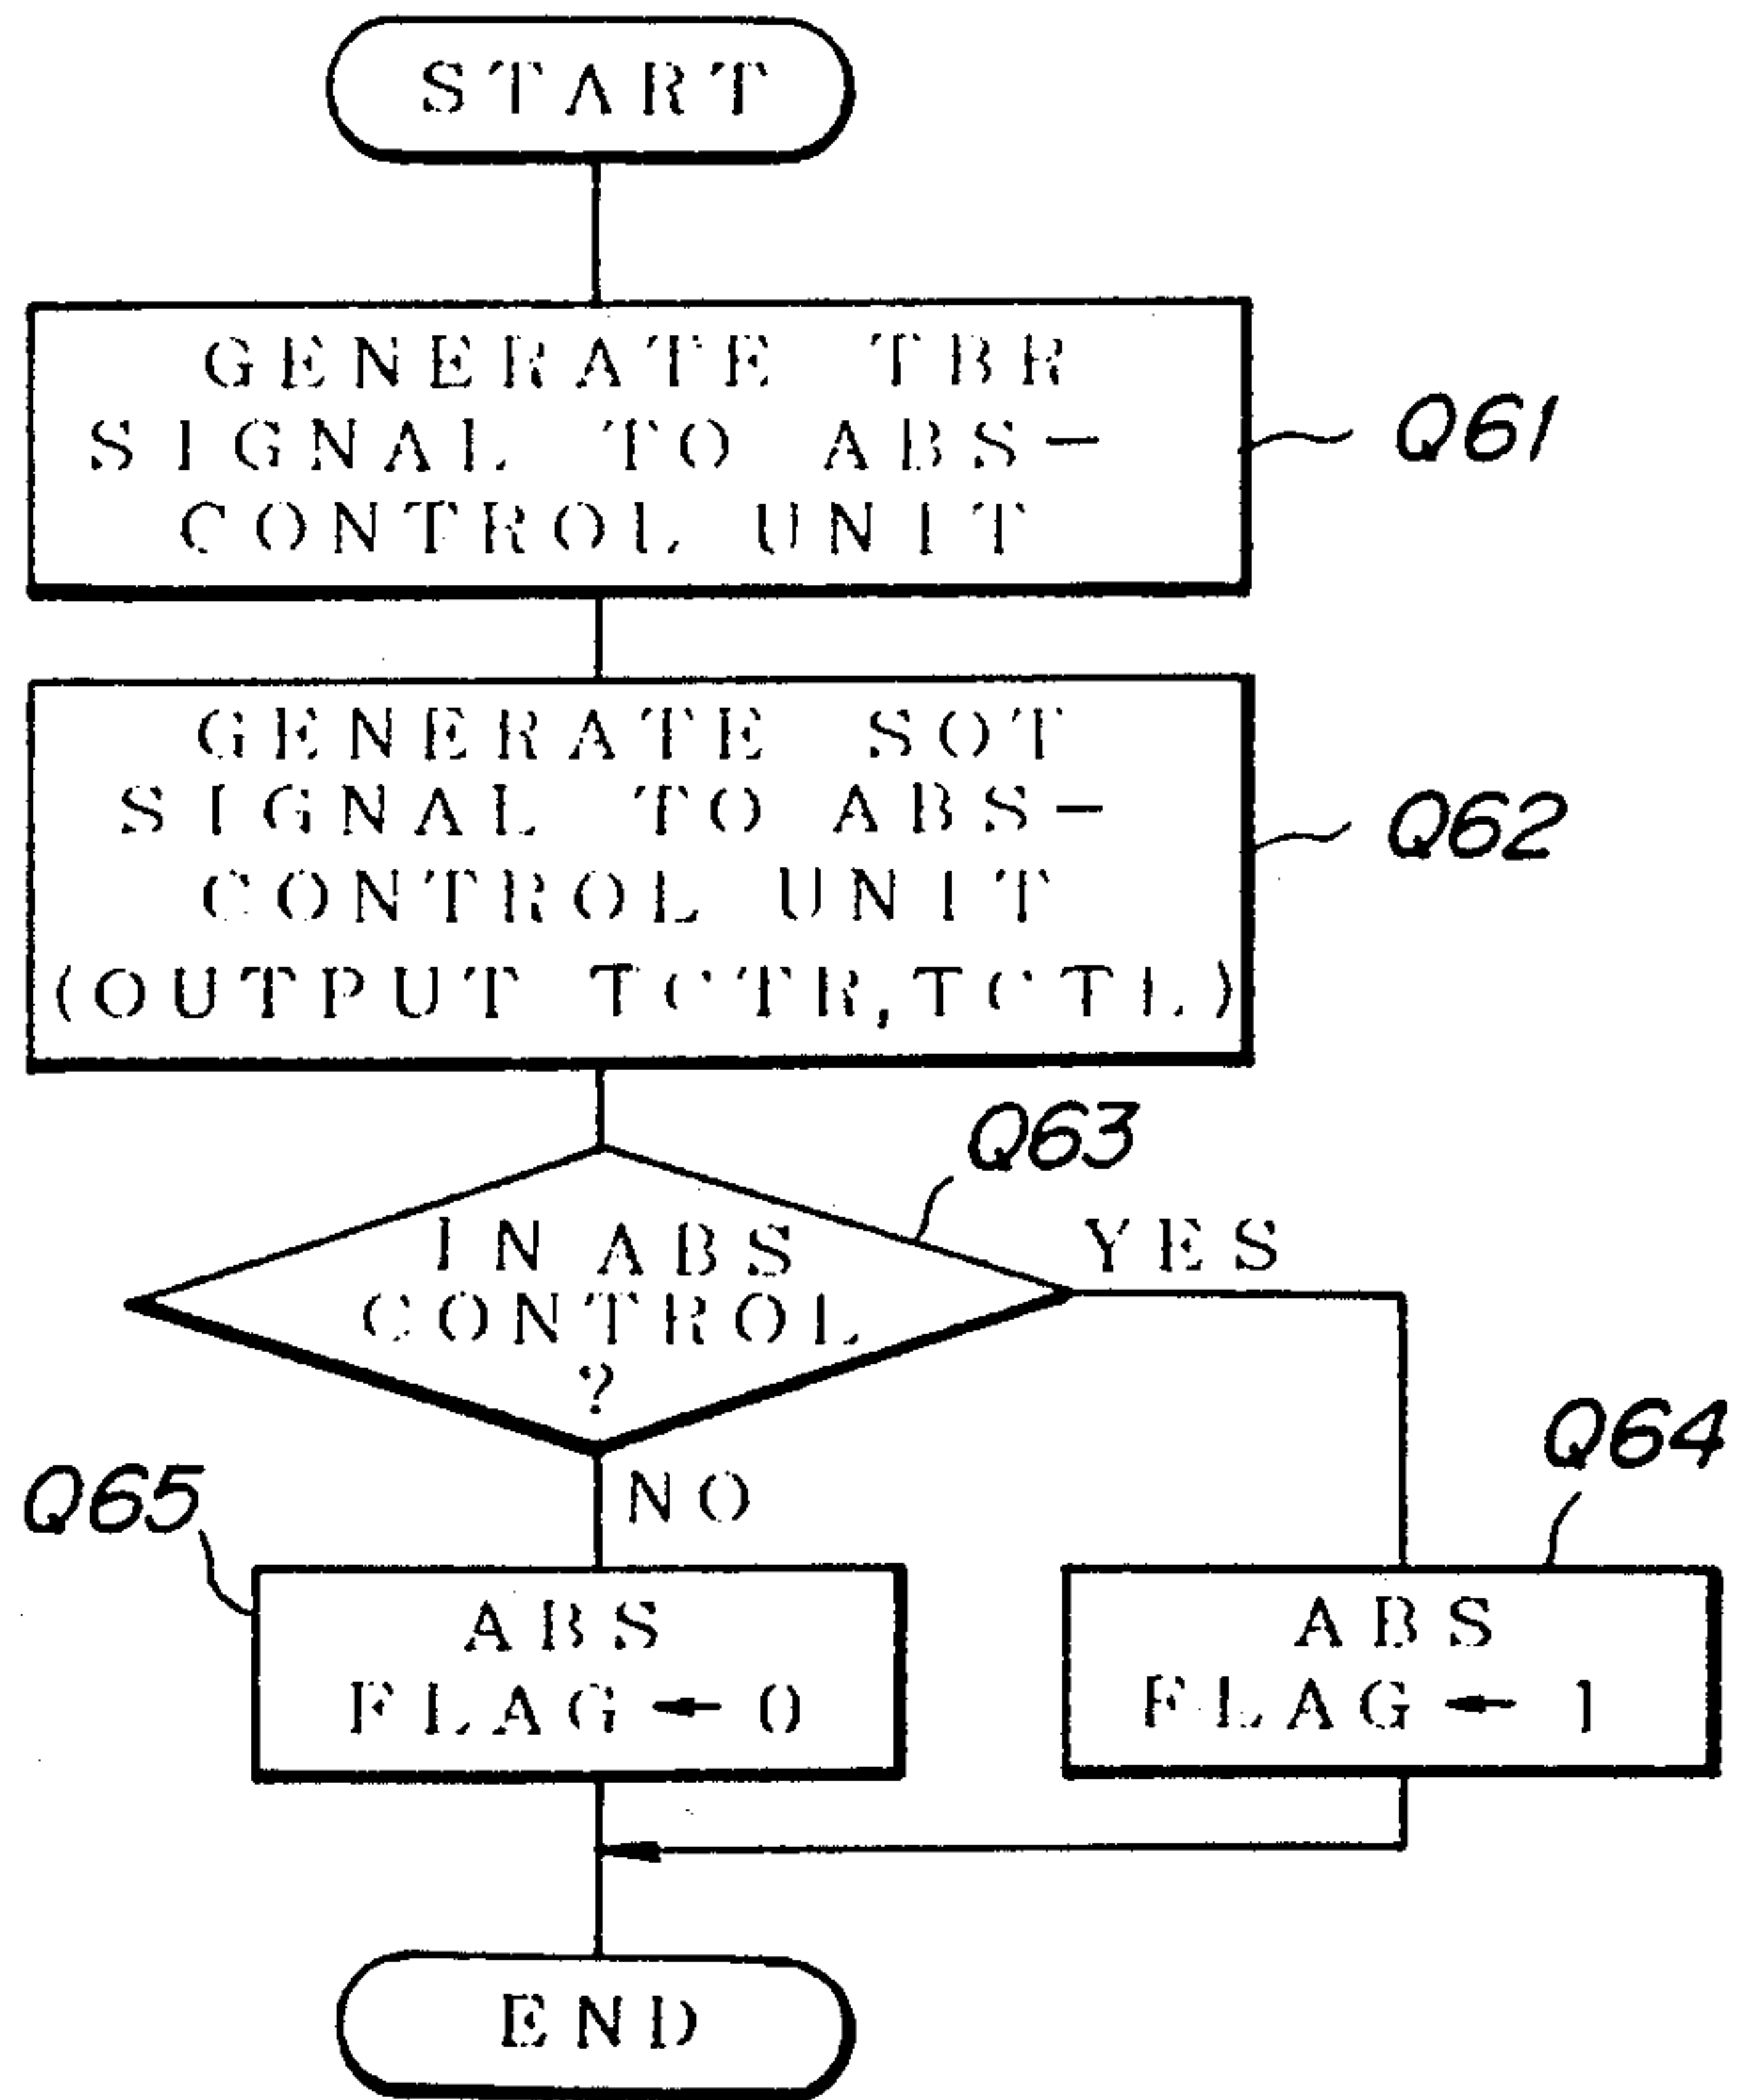 START
GENERATE TBR
SIGNAL TO ABS-
CONTROL UNIT
Q61
GENERATE SOT
SIGNAL TO ABS-
CONTROL UNIT
(OUTPUT TCTR,TCTL)
Q62
Q63
IN ABS
CONTROL
?
YES
NO
Q65
ABS
FLAG ← 0
Q64
ABS
FLAG ← 1
END